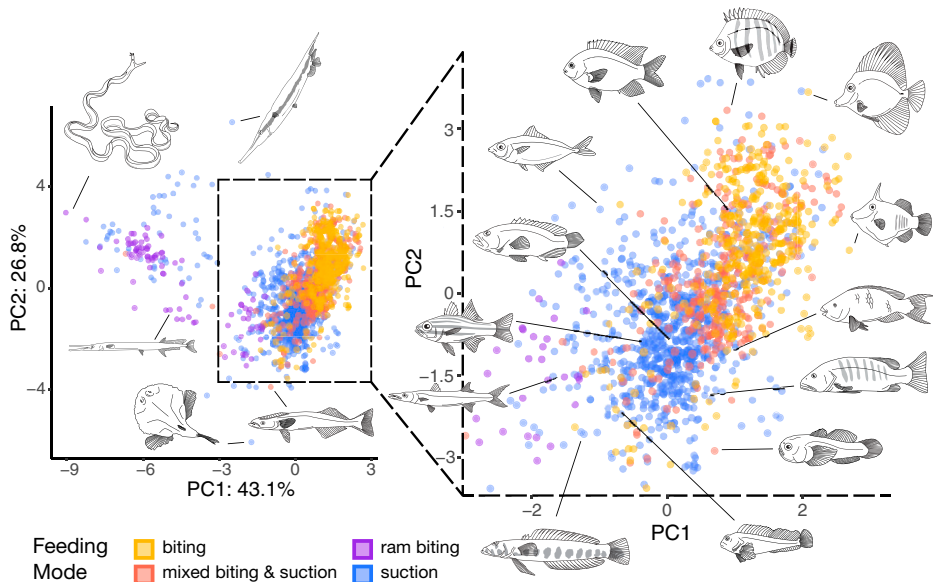 4
0
−4
PC2: 26.8%
−9
−6
−3
0
3
PC1: 43.1%
3
1.5
0
−1.5
−3
PC2
−2
0
2
PC1
Feeding
Mode
biting
mixed biting & suction
ram biting
suction